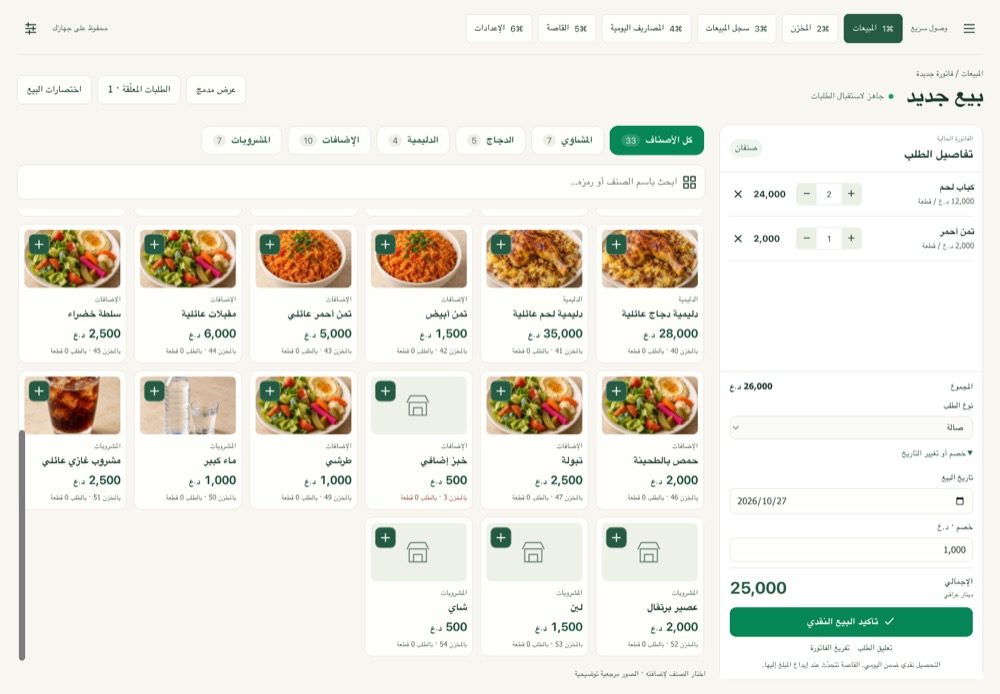 وصول سريع
⌘1 المبيعات
⌘2 المخزن
⌘3 سجل المبيعات
⌘4 المصاريف اليومية
⌘5 القاصة
⌘6 الإعدادات
محفوظ على جهازك
المبيعات / فاتورة جديدة
بيع جديد
جاهز لاستقبال الطلبات
عرض مدمج
الطلبات المعلّقة · 1
اختصارات البيع
الفاتورة الحالية
تفاصيل الطلب
صنفان
كباب لحم
12,000 د.ع / قطعة
+ 2 −
24,000 ×
تمن أحمر
2,000 د.ع / قطعة
+ 1 −
2,000 ×
المجموع
26,000 د.ع
نوع الطلب
صالة
▼ خصم أو تغيير التاريخ
تاريخ البيع
2026/10/27
خصم · د.ع
1,000
الإجمالي
دينار عراقي
25,000
✓ تأكيد البيع النقدي
تعليق الطلب
تفريغ الفاتورة
التحصيل نقدي ضمن اليومي. القاصة تتحدّث عند إيداع المبلغ إليها.
كل الأصناف 33
المشاوي 7
الدجاج 5
الدليمية 4
الإضافات 10
المشروبات 7
ابحث باسم الصنف أو رمزه...
الدليمية
دليمية دجاج عائلية
28,000 د.ع
بالمخزن 40 · بالطلب 0 قطعة
الدليمية
دليمية لحم عائلية
35,000 د.ع
بالمخزن 41 · بالطلب 0 قطعة
الإضافات
تمن أبيض
1,500 د.ع
بالمخزن 42 · بالطلب 0 قطعة
الإضافات
تمن أحمر عائلي
5,000 د.ع
بالمخزن 43 · بالطلب 0 قطعة
الإضافات
مقبلات عائلية
6,000 د.ع
بالمخزن 44 · بالطلب 0 قطعة
الإضافات
سلطة خضراء
2,500 د.ع
بالمخزن 45 · بالطلب 0 قطعة
الإضافات
حمص بالطحينة
2,000 د.ع
بالمخزن 46 · بالطلب 0 قطعة
الإضافات
تبولة
2,500 د.ع
بالمخزن 47 · بالطلب 0 قطعة
الإضافات
خبز إضافي
500 د.ع
بالمخزن 3 · بالطلب 0 قطعة
الإضافات
طرشي
1,000 د.ع
بالمخزن 49 · بالطلب 0 قطعة
المشروبات
ماء كبير
1,000 د.ع
بالمخزن 50 · بالطلب 0 قطعة
المشروبات
مشروب غازي عائلي
2,500 د.ع
بالمخزن 51 · بالطلب 0 قطعة
المشروبات
عصير برتقال
2,000 د.ع
بالمخزن 52 · بالطلب 0 قطعة
المشروبات
لبن
1,500 د.ع
بالمخزن 53 · بالطلب 0 قطعة
المشروبات
شاي
500 د.ع
بالمخزن 54 · بالطلب 0 قطعة
اختار الصنف لإضافته · الصور مرجعية توضيحية